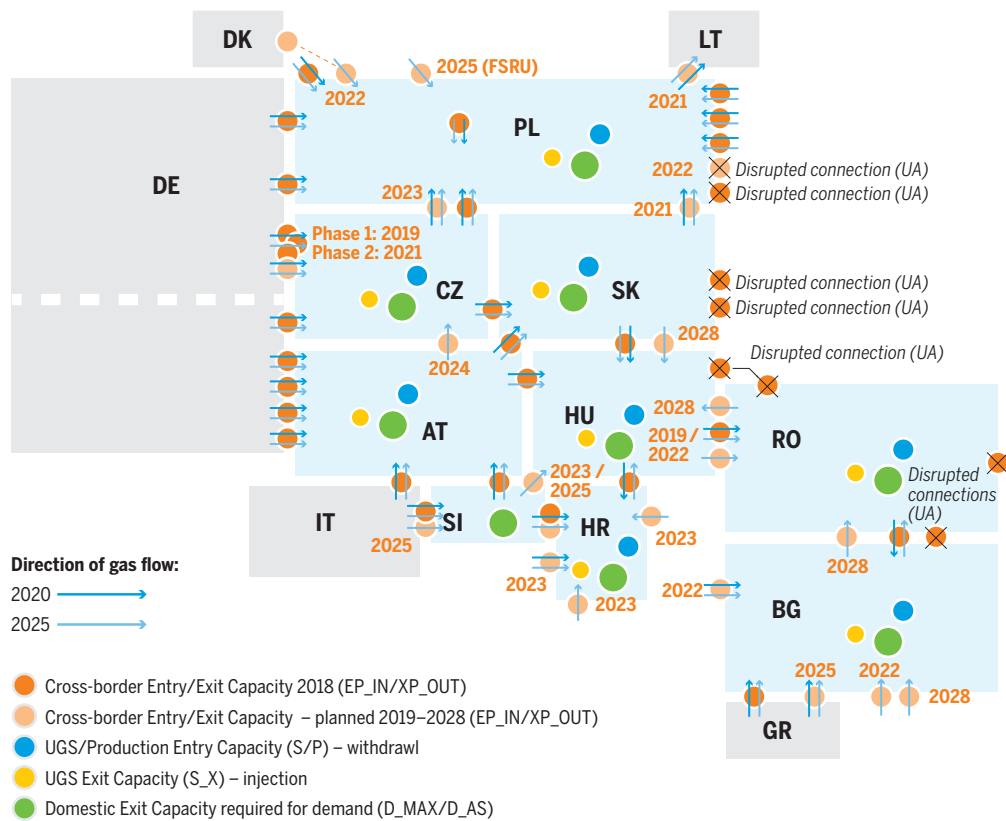 DK
LT
2025 (FSRU)
2022
2021
PL
DE
2022
Disrupted connection (UA)
Disrupted connection (UA)
2023
2021
Phase 1: 2019
Phase 2: 2021
CZ
SK
Disrupted connection (UA)
Disrupted connection (UA)
2028
2024
Disrupted connection (UA)
AT
HU
2028
2019 /
2022
RO
2023 /
2025
Disrupted
connections
(UA)
IT
SI
HR
2025
2023
2023
2023
2028
2022
BG
2025
2022
2028
GR
Direction of gas flow:
2020
2025
Cross-border Entry/Exit Capacity 2018 (EP_IN/XP_OUT)
Cross-border Entry/Exit Capacity – planned 2019–2028 (EP_IN/XP_OUT)
UGS/Production Entry Capacity (S/P) – withdrawl
UGS Exit Capacity (S_X) – injection
Domestic Exit Capacity required for demand (D_MAX/D_AS)